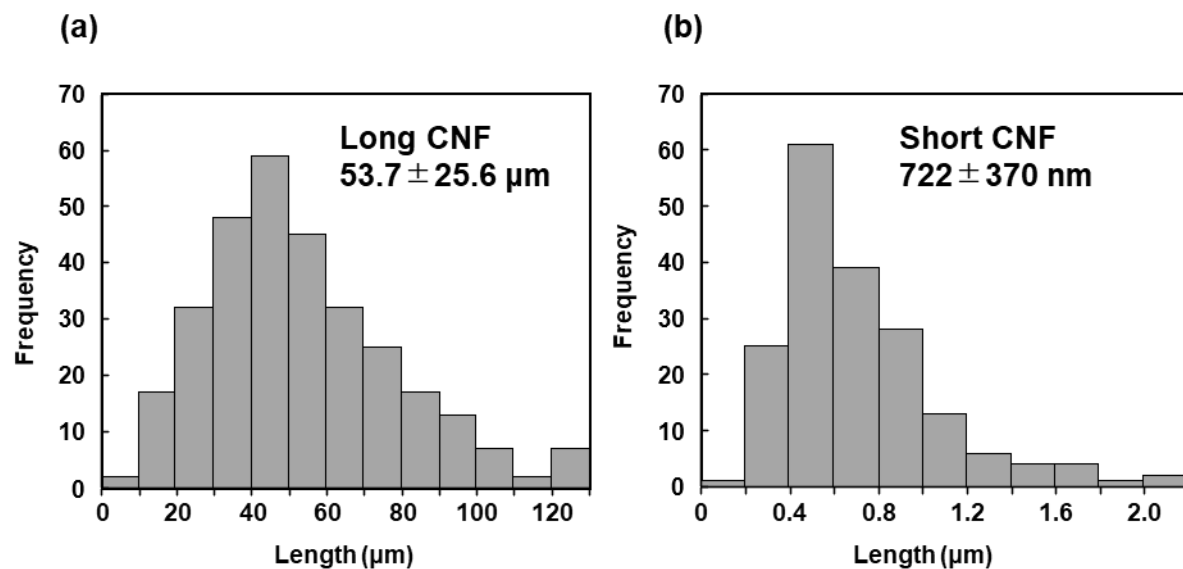 (a)
70
60
50
40
30
20
10
0
Frequency
Long CNF
53.7±25.6 μm
0 20 40 60 80 100 120
Length (μm)
(b)
70
60
50
40
30
20
10
0
Frequency
Short CNF
722±370 nm
0 0.4 0.8 1.2 1.6 2.0
Length (μm)